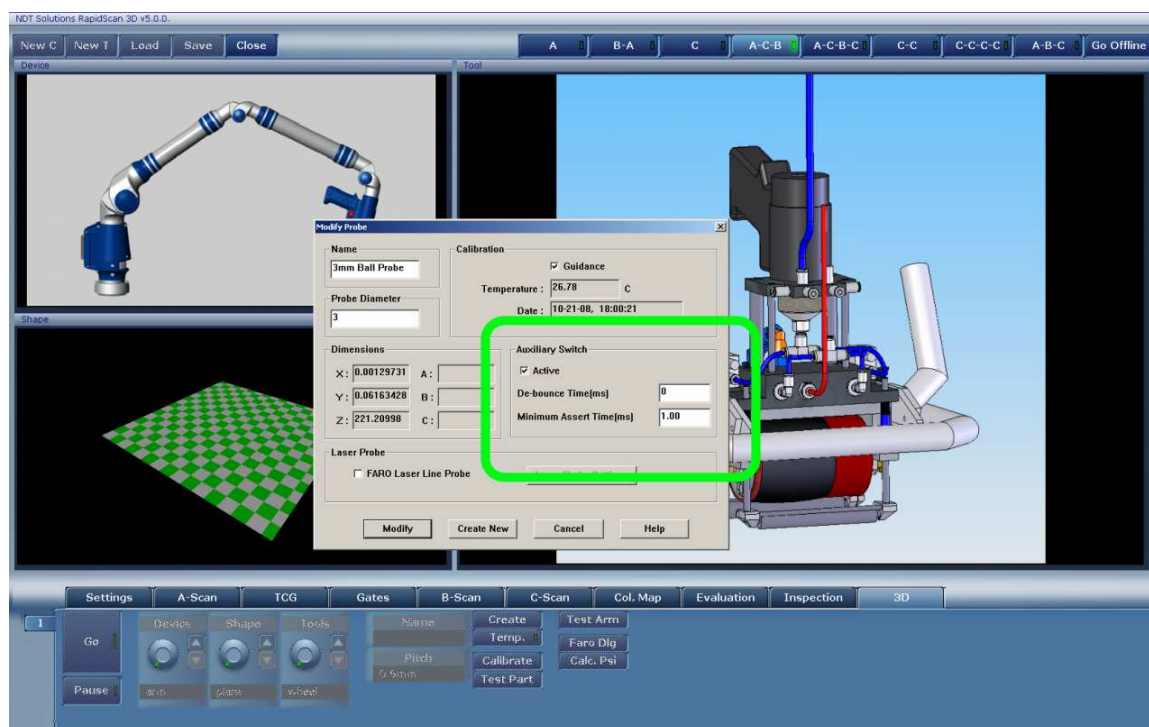 NDT Solutions RapidScan 3D v5.0.0.
New C New T Load Save Close A B-A C A-C-B A-C-B-C C-C C-C-C-C A-B-C Go Offline
Device
Tool
Modify Probe
Name
3mm Ball Probe
Probe Diameter
3
Calibration
Guidance
Temperature : 26.78 C
Date : 10-21-08, 18:00:21
Shape
Dimensions
X : 0.00129731 A :
Y : 0.06163428 B :
Z : 221.20998 C :
Auxiliary Switch
Active
De-bounce Time(ms) 0
Minimum Assert Time(ms) 1.00
Laser Probe
FARO Laser Line Probe
Modify Create New Cancel Help
Settings A-Scan TCG Gates B-Scan C-Scan Col. Map Evaluation Inspection 3D
1
Go
Pause
Device Shape Tools
arm plane wheel
Name
Pitch
0.6mm
Create
Temp.
Calibrate
Test Part
Test Arm
Faro Dlg
Calc. Psi